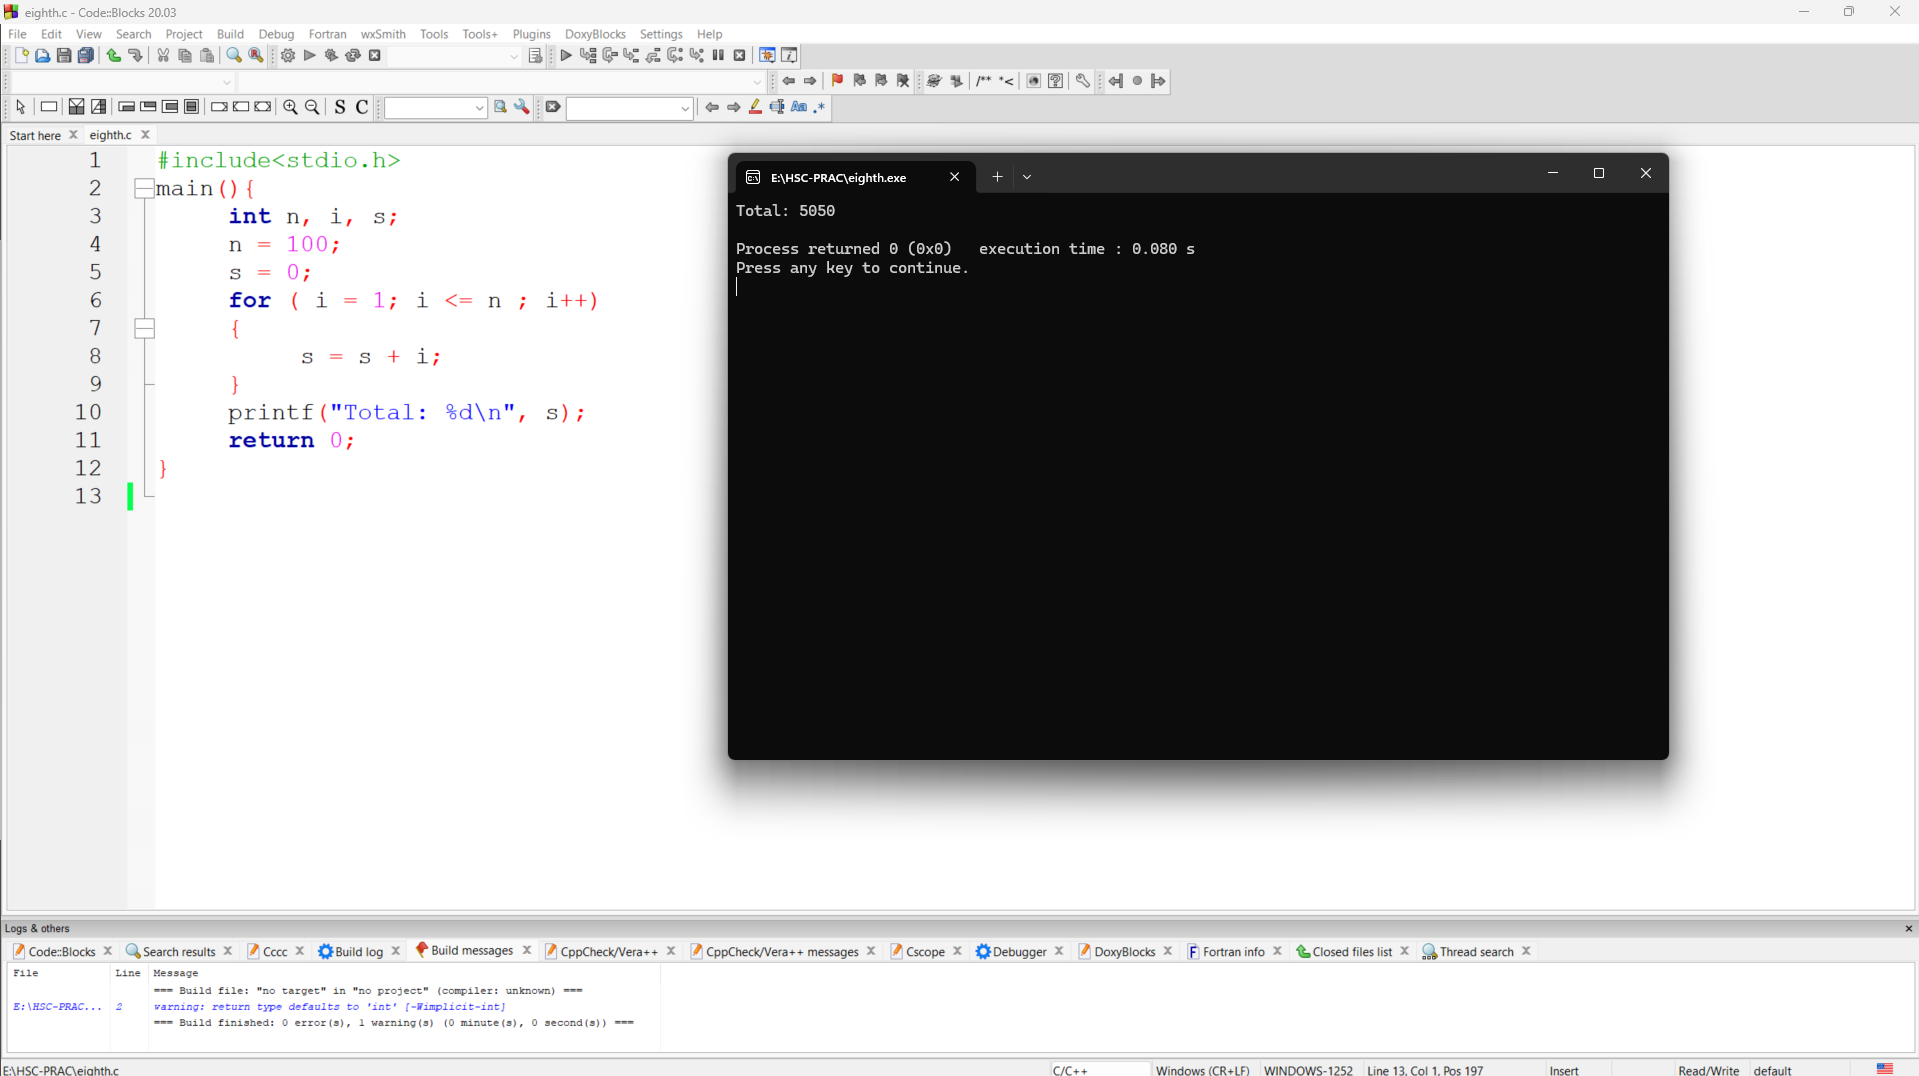 eighth.c - Code::Blocks 20.03
File Edit View Search Project Build Debug Fortran wxSmith Tools Tools+ Plugins DoxyBlocks Settings Help
/** *<
S C Aa .*
Start here eighth.c
1 #include<stdio.h>
2 main(){
3 int n, i, s;
4 n = 100;
5 s = 0;
6 for ( i = 1; i <= n ; i++)
7 {
8 s = s + i;
9 }
10 printf("Total: %d\n", s);
11 return 0;
12 }
13
E:\HSC-PRAC\eighth.exe
Total: 5050
Process returned 0 (0x0) execution time : 0.080 s
Press any key to continue.
Logs & others
Code::Blocks Search results Cccc Build log Build messages CppCheck/Vera++ CppCheck/Vera++ messages Cscope Debugger DoxyBlocks Fortran info Closed files list Thread search
File Line Message
=== Build file: "no target" in "no project" (compiler: unknown) ===
E:\HSC-PRAC... 2 warning: return type defaults to 'int' [-Wimplicit-int]
=== Build finished: 0 error(s), 1 warning(s) (0 minute(s), 0 second(s)) ===
E:\HSC-PRAC\eighth.c C/C++ Windows (CR+LF) WINDOWS-1252 Line 13, Col 1, Pos 197 Insert Read/Write default